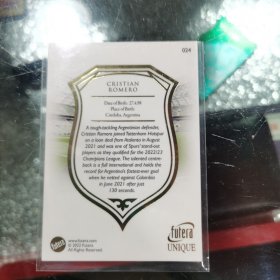 024
CRISTIAN
ROMERO
Date of Birth: 27.4.98
Place of Birth:
Cordoba, Argentina
A tough-tackling Argentinian defender,
Cristian Romero joined Tottenham Hotspur
on a loan deal from Atalanta in August
2021 and was one of Spurs' stand-out
players as they qualified for the 2022/23
Champions League. The talented centre-
back is a full international and holds the
record for Argentina's fastest-ever goal
when he netted against Colombia
in June 2021 after just
130 seconds.
futera
www.futera.com
© 2022 Futera.
All Rights Reserved.
futera
UNIQUE